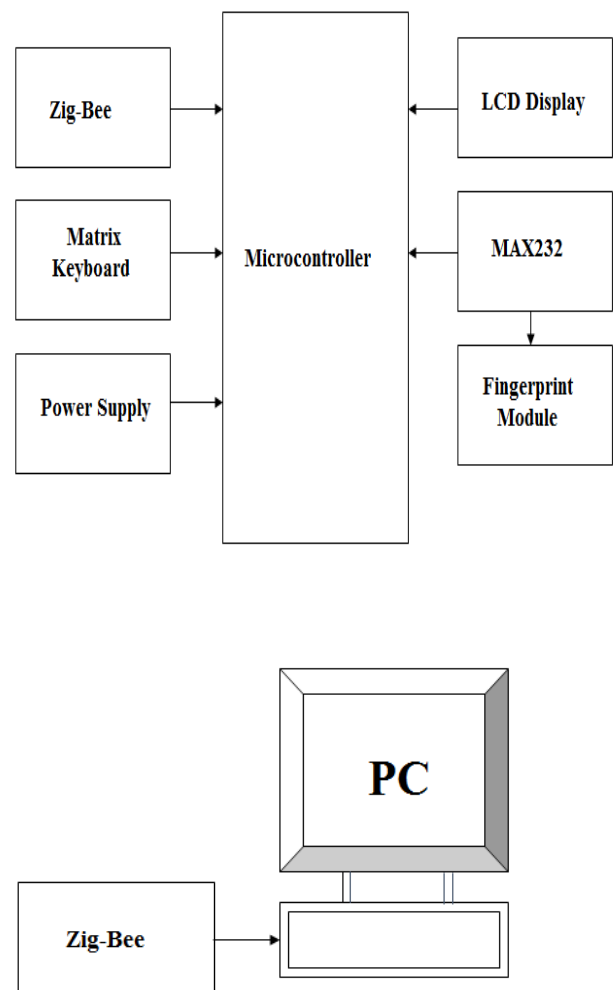 Zig-Bee
LCD Display
Matrix
Keyboard
Microcontroller
MAX232
Power Supply
Fingerprint
Module
PC
Zig-Bee